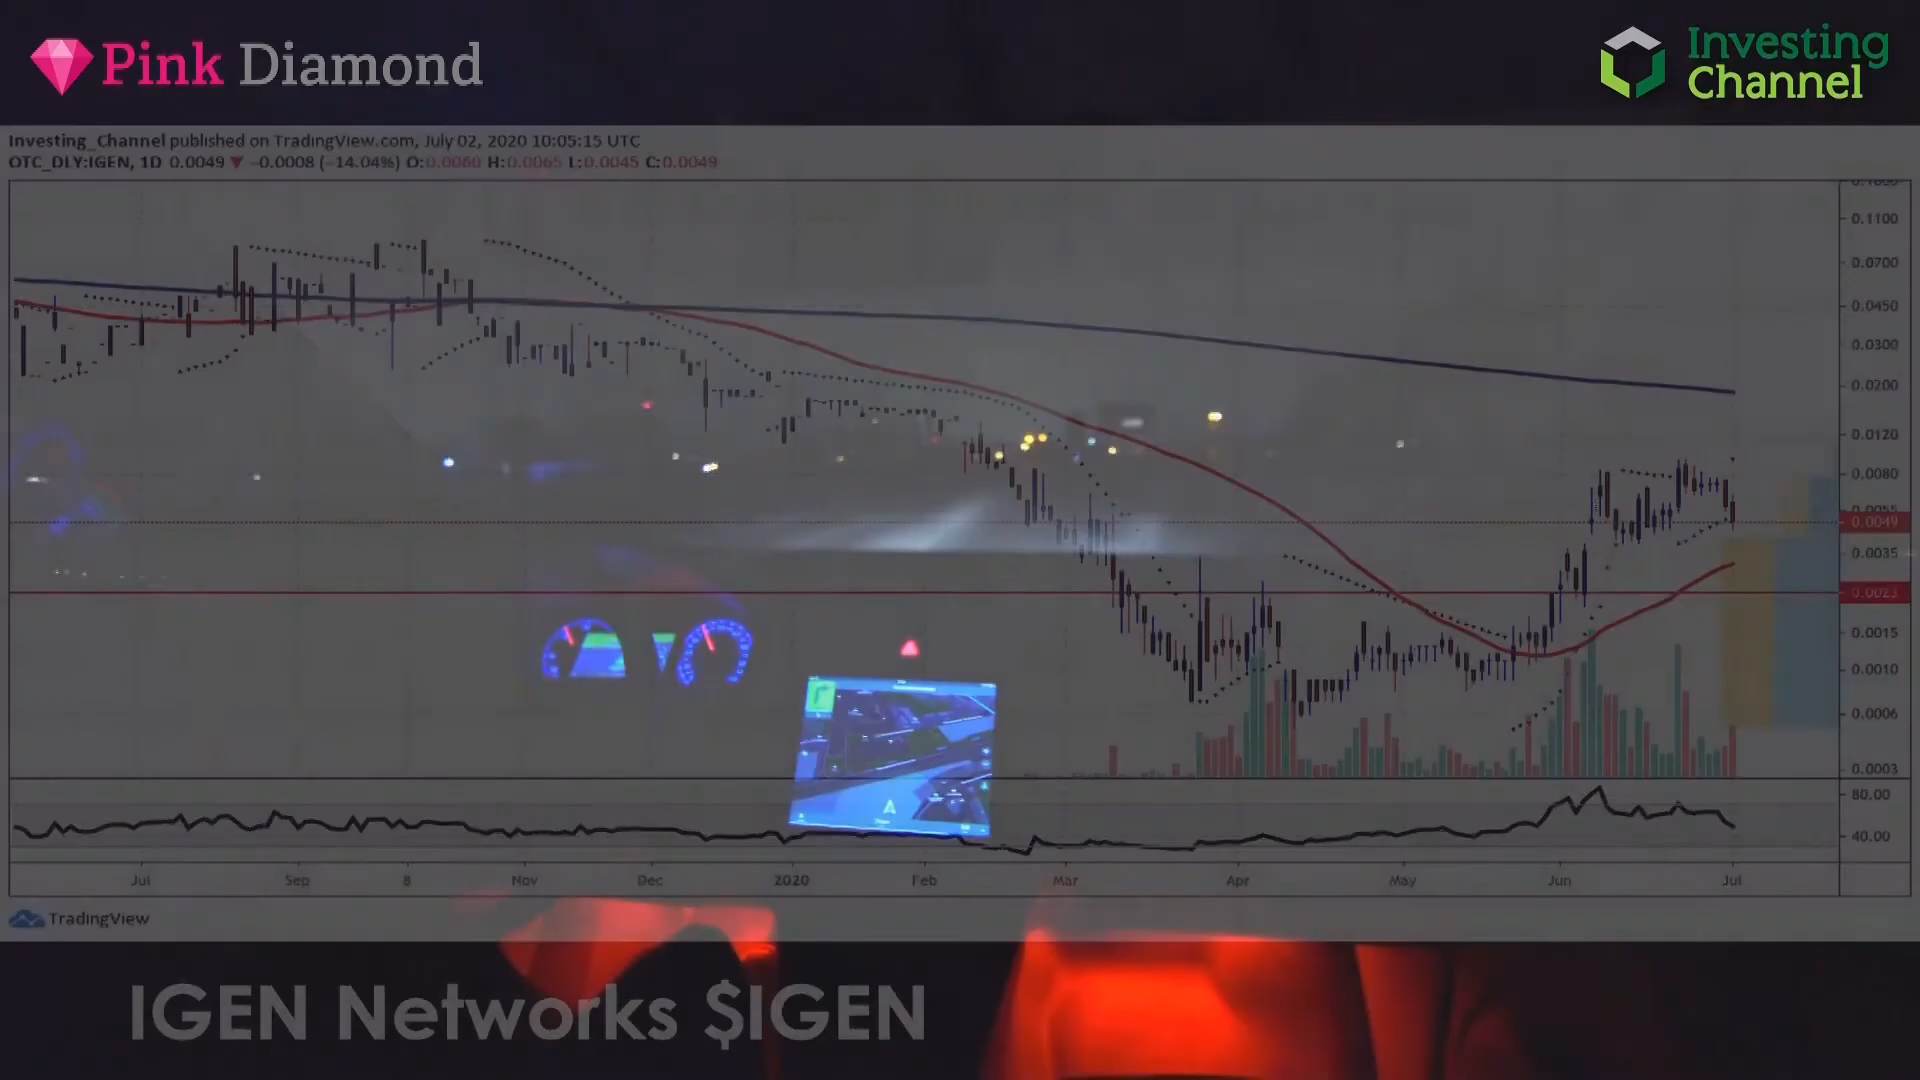 Pink Diamond
Investing
Channel
Investing_Channel published on TradingView.com, July 02, 2020 10:05:15 UTC
OTC_DLY:IGEN, 1D 0.0049 ▼ −0.0008 (−14.04%) O:0.0060 H:0.0065 L:0.0045 C:0.0049
0.1100
0.0700
0.0450
0.0300
0.0200
0.0120
0.0080
0.0049
0.0035
0.0023
0.0015
0.0010
0.0006
0.0003
80.00
40.00
Jul Sep 8 Nov Dec 2020 Feb Mar Apr May Jun Jul
TradingView
IGEN Networks $IGEN